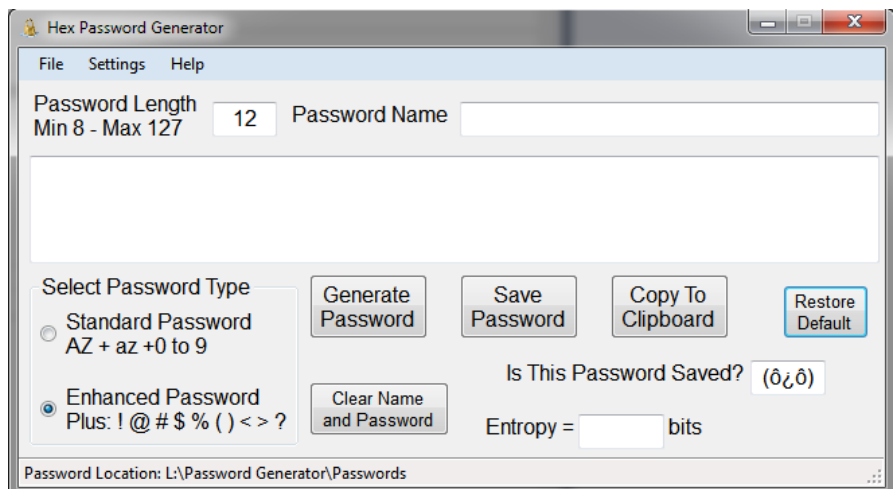 Hex Password Generator
File Settings Help
Password Length
Min 8 - Max 127
12
Password Name
Select Password Type
Standard Password
AZ + az +0 to 9
Enhanced Password
Plus: ! @ # $ % ( ) < > ?
Generate
Password
Save
Password
Copy To
Clipboard
Restore
Default
Clear Name
and Password
Is This Password Saved? (ô¿ô)
Entropy = bits
Password Location: L:\Password Generator\Passwords